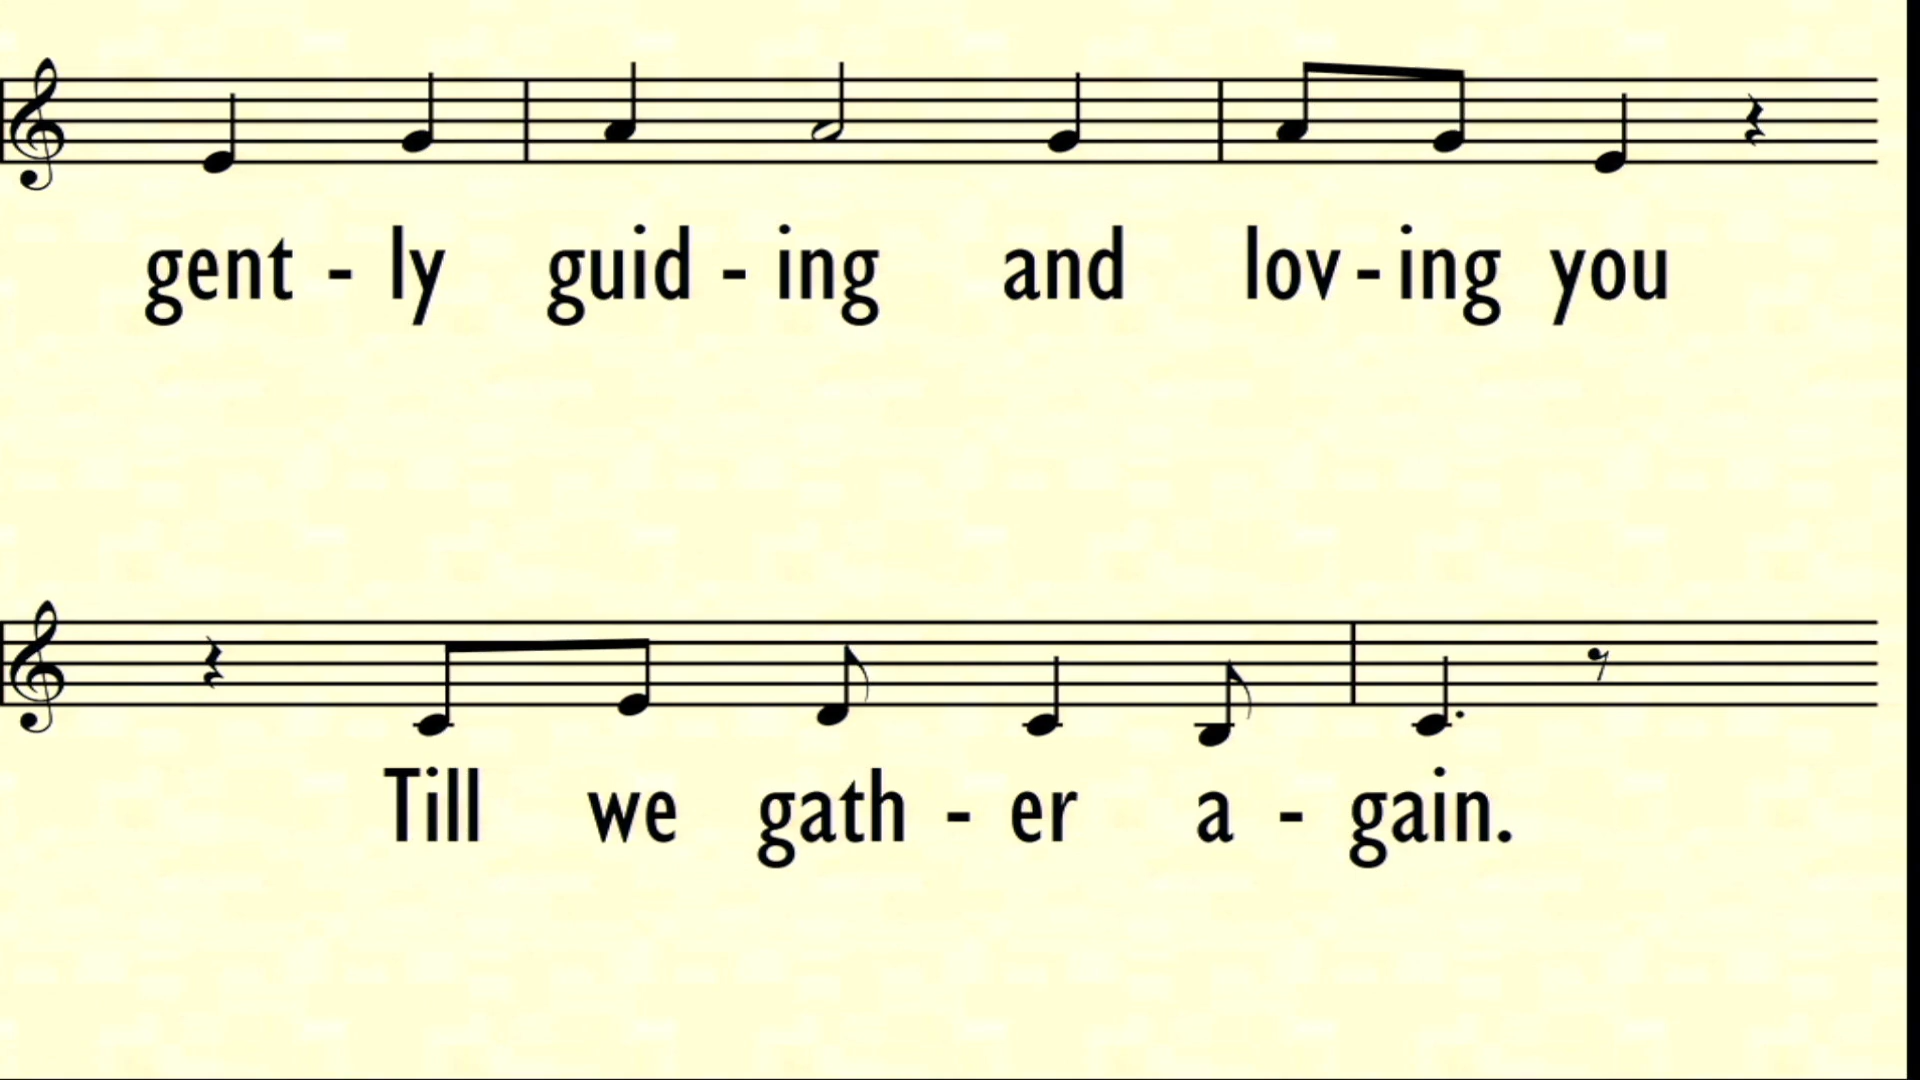 gent - ly guid - ing and lov - ing you
Till we gath - er a - gain.